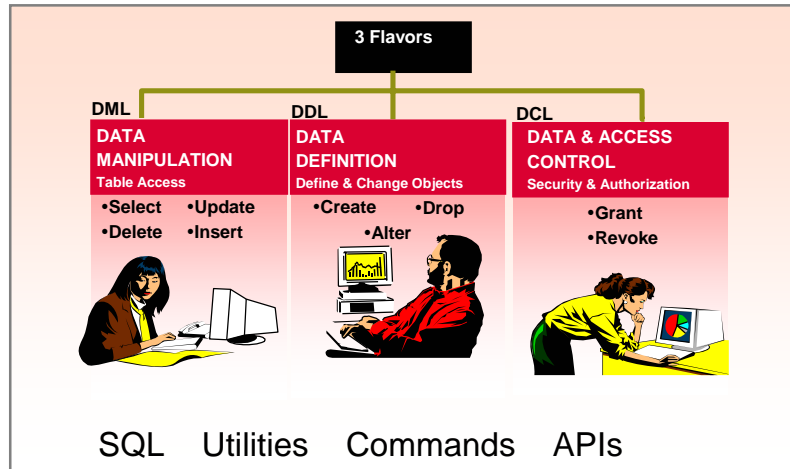 3 Flavors
DML
DATA
MANIPULATION
Table Access
•Select •Update
•Delete •Insert
DDL
DATA
DEFINITION
Define & Change Objects
•Create •Drop
•Alter
DCL
DATA & ACCESS
CONTROL
Security & Authorization
•Grant
•Revoke
SQL Utilities Commands APIs